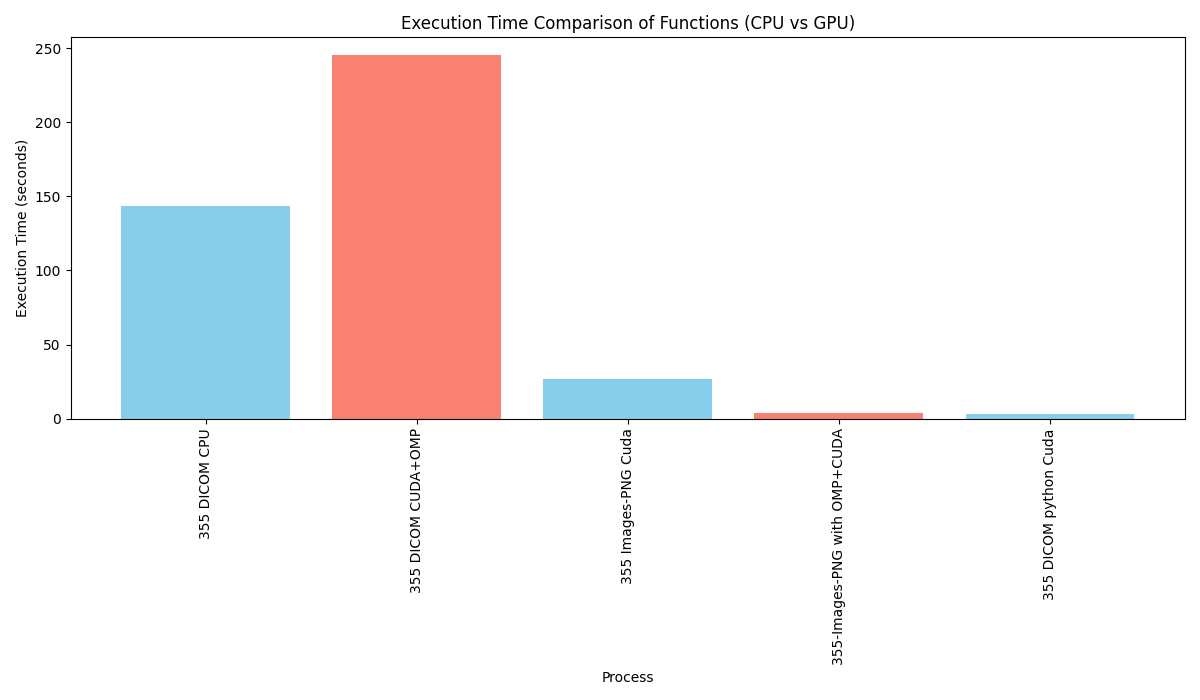 Execution Time Comparison of Functions (CPU vs GPU)
Execution Time (seconds)
250
200
150
100
50
0
355 DICOM CPU
355 DICOM CUDA+OMP
355 Images-PNG Cuda
355-Images-PNG with OMP+CUDA
355 DICOM python Cuda
Process